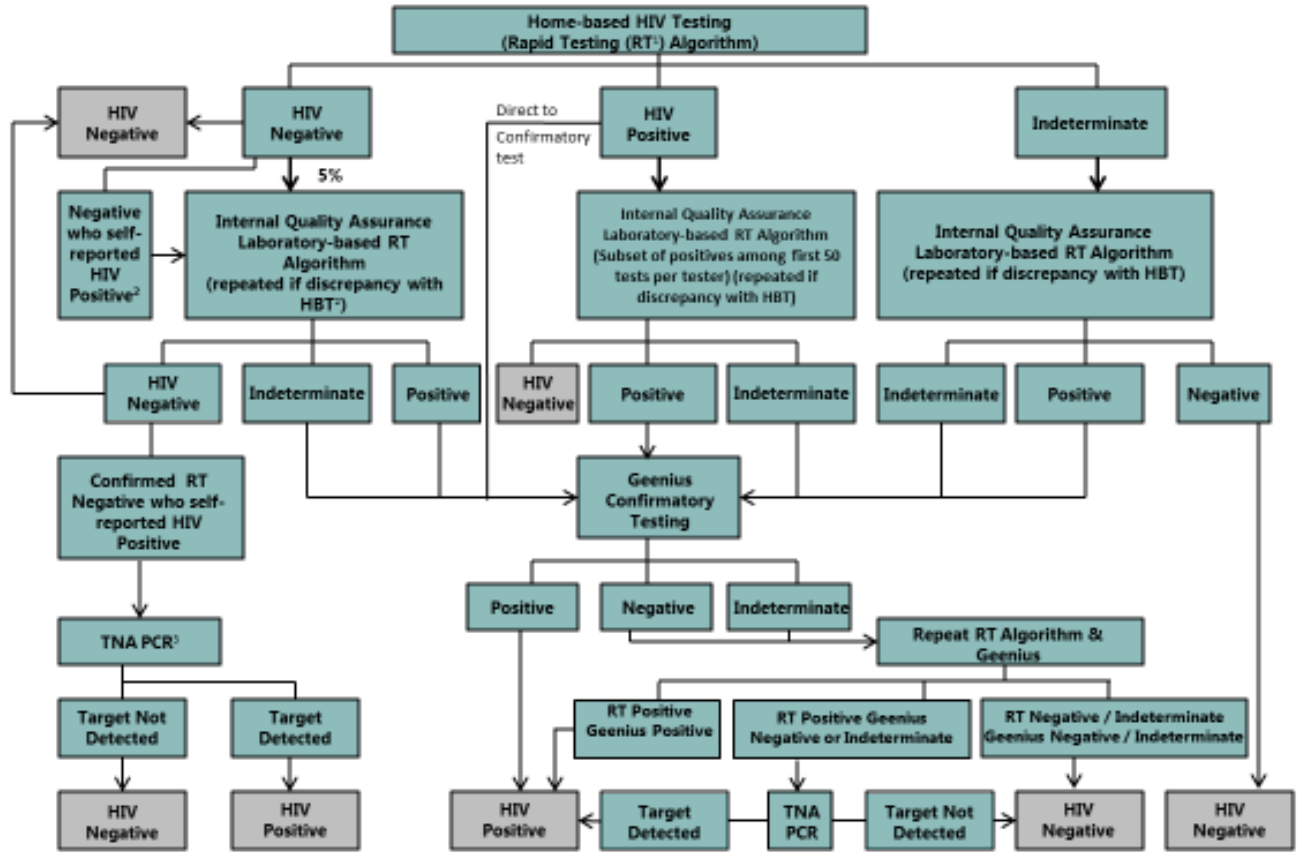 Home-based HIV Testing
(Rapid Testing (RT¹) Algorithm)
HIV
Negative
HIV
Negative
Direct to
Confirmatory
test
HIV
Positive
Indeterminate
5%
Negative
who self-
reported
HIV
Positive²
Internal Quality Assurance
Laboratory-based RT
Algorithm
(repeated if discrepancy with
HBT²)
Internal Quality Assurance
Laboratory-based RT Algorithm
(Subset of positives among first 50
tests per tester) (repeated if
discrepancy with HBT)
Internal Quality Assurance
Laboratory-based RT Algorithm
(repeated if discrepancy with HBT)
HIV
Negative
Indeterminate
Positive
HIV
Negative
Positive
Indeterminate
Indeterminate
Positive
Negative
Confirmed RT
Negative who self-
reported HIV
Positive
Geenius
Confirmatory
Testing
Positive
Negative
Indeterminate
TNA PCR³
Repeat RT Algorithm &
Geenius
Target Not
Detected
Target
Detected
RT Positive
Geenius Positive
RT Positive Geenius
Negative or Indeterminate
RT Negative / Indeterminate
Geenius Negative / Indeterminate
HIV
Negative
HIV
Positive
HIV
Positive
Target
Detected
TNA
PCR
Target Not
Detected
HIV
Negative
HIV
Negative